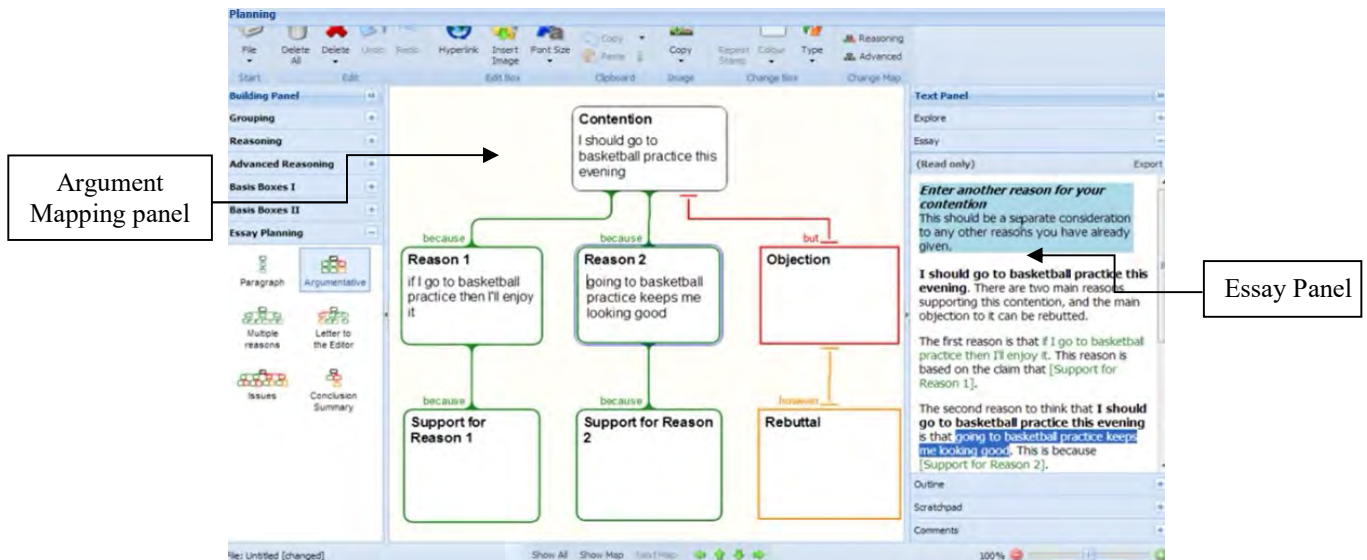 Planning
File
Delete
All
Delete
Undo
Redo
Hyperlink
Insert
Image
Font Size
Copy
Paste
Copy
Repeat
Stamp
Colour
Type
Reasoning
Advanced
Start
Edit
Edit Box
Clipboard
Image
Change Box
Change Map
Building Panel
Grouping
Reasoning
Advanced Reasoning
Basis Boxes I
Basis Boxes II
Essay Planning
Paragraph
Argumentative
Multiple
reasons
Letter to
the Editor
Issues
Conclusion
Summary
Argument
Mapping panel
Contention
I should go to
basketball practice this
evening
because
because
but
Reason 1
if I go to basketball
practice then I'll enjoy
it
Reason 2
going to basketball
practice keeps me
looking good
Objection
because
because
however
Support for
Reason 1
Support for Reason
2
Rebuttal
Text Panel
Explore
Essay
(Read only)
Export
Enter another reason for your
contention
This should be a separate consideration
to any other reasons you have already
given.
I should go to basketball practice this
evening. There are two main reasons
supporting this contention, and the main
objection to it can be rebutted.
The first reason is that if I go to basketball
practice then I'll enjoy it. This reason is
based on the claim that [Support for
Reason 1].
The second reason to think that I should
go to basketball practice this evening
is that going to basketball practice keeps
me looking good. This is because
[Support for Reason 2].
Outline
Scratchpad
Comments
Essay Panel
File: Untitled [changed]
Show All
Show Map
100%